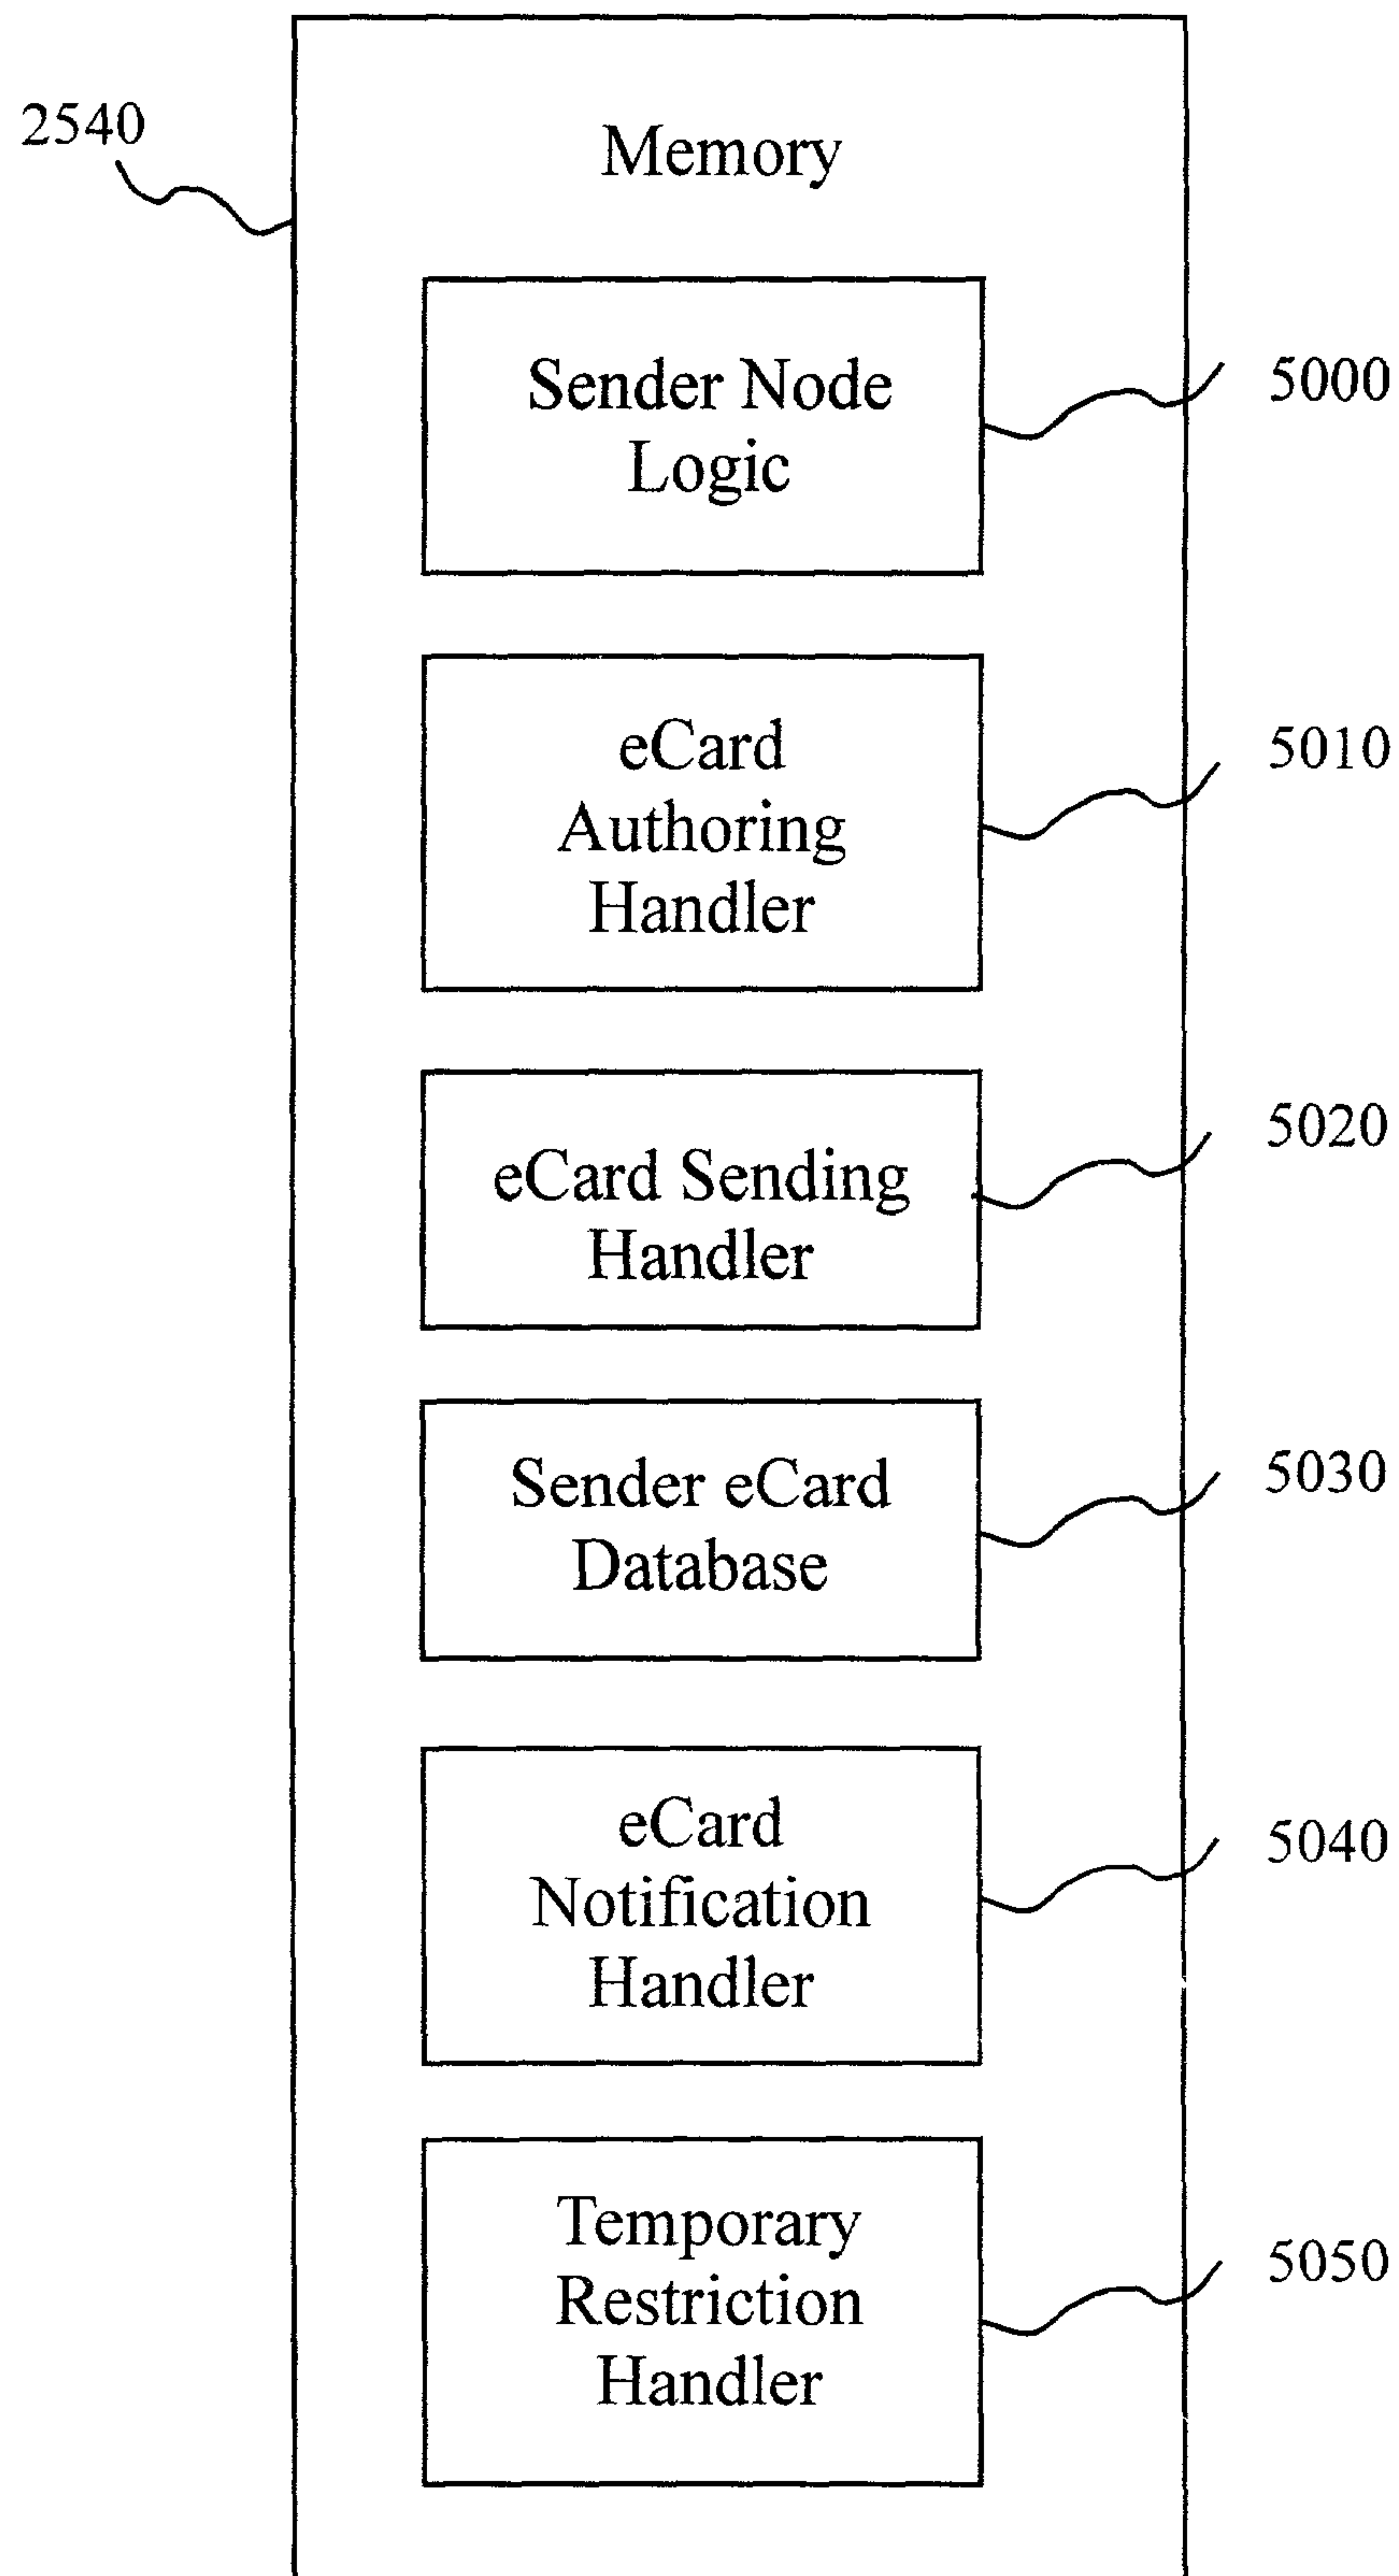 2540
Memory
Sender Node
Logic
5000
eCard
Authoring
Handler
5010
eCard Sending
Handler
5020
Sender eCard
Database
5030
eCard
Notification
Handler
5040
Temporary
Restriction
Handler
5050